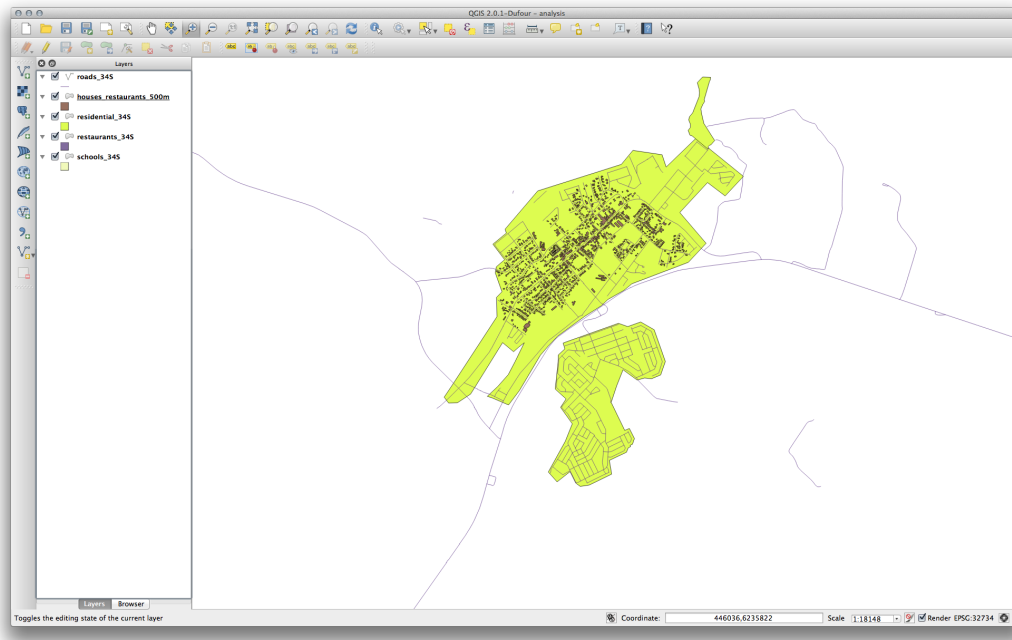 QGIS 2.0.1-Dufour - analysis
Layers
roads_34S
houses_restaurants_500m
residential_34S
restaurants_34S
schools_34S
Layers Browser
Toggles the editing state of the current layer
Coordinate: 446036,6235822 Scale 1:18148 Render EPSG:32734